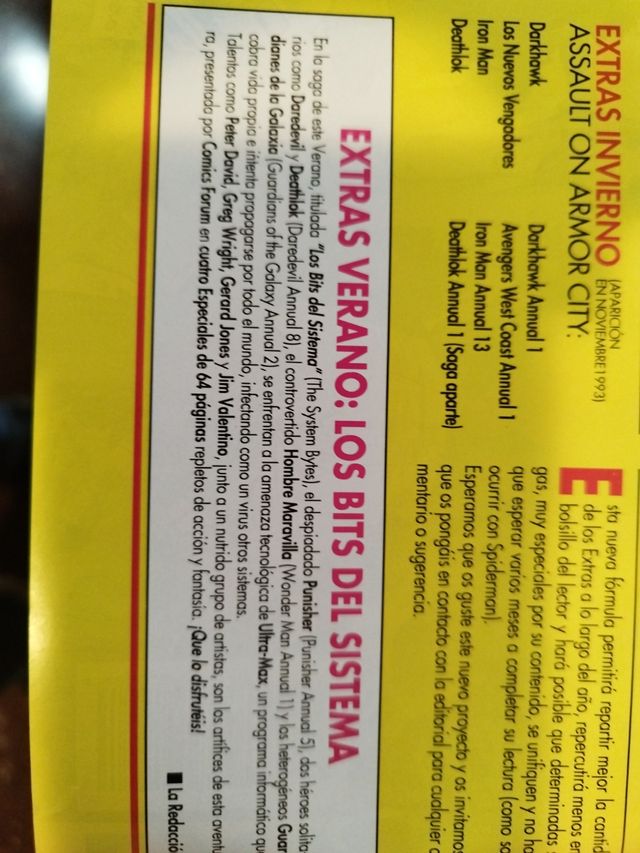 EXTRAS INVIERNO (APARICIÓN
EN NOVIEMBRE 1993)
ASSAULT ON ARMOR CITY:
Darkhawk Darkhawk Annual 1
Los Nuevos Vengadores Avengers West Coast Annual 1
Iron Man Iron Man Annual 13
Deathlok Deathlok Annual 1 (Saga aparte)
Esta nueva fórmula permitirá repartir mejor la
de los Extras a lo largo del año, repercutirá menos en
bolsillo del lector y hará posible que determinadas
gas, muy especiales por su contenido, se unifiquen y no
que esperar varios meses a completar su lectura (como
ocurrir con Spiderman).
Esperamos que os guste este nuevo proyecto y os
que os pongáis en contacto con la editorial para cualquier
mentario o sugerencia.
EXTRAS VERANO: LOS BITS DEL SISTEMA
En la saga de este Verano, titulada "Los Bits del Sistema" (The System Bytes), el despiadado Punisher (Punisher Annual 5), dos héroes solita
rios como Daredevil y Deathlok (Daredevil Annual 8), el controvertido Hombre Maravilla (Wonder Man Annual 1) y los heterogéneos Guar
dianes de la Galaxia (Guardians of the Galaxy Annual 2), se enfrentan a la amenaza tecnológica de Ultra-Max, un programa informático qu
cobra vida propia e intenta propagarse por todo el mundo, infectando como un virus otros sistemas.
Talentos como Peter David, Greg Wright, Gerard Jones y Jim Valentino, junto a un nutrido grupo de artistas, son los artífices de esta aventu
ra, presentada por Comics Forum en cuatro Especiales de 64 páginas repletos de acción y fantasía. ¡Que lo disfrutéis!
■ La Redacció